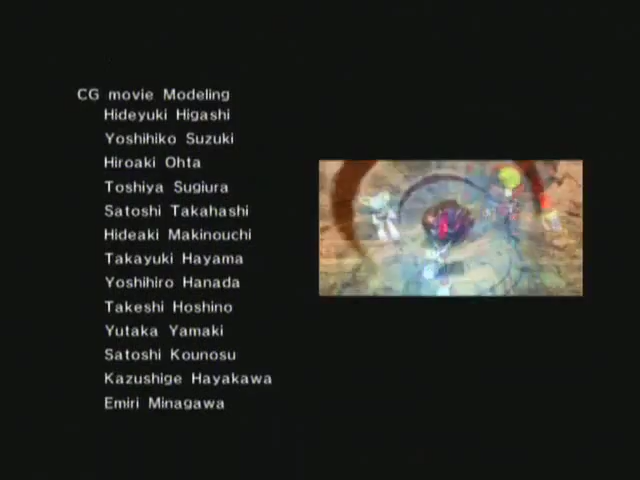 CG movie Modeling
Hideyuki Higashi
Yoshihiko Suzuki
Hiroaki Ohta
Toshiya Sugiura
Satoshi Takahashi
Hideaki Makinouchi
Takayuki Hayama
Yoshihiro Hanada
Takeshi Hoshino
Yutaka Yamaki
Satoshi Kounosu
Kazushige Hayakawa
Emiri Minagawa